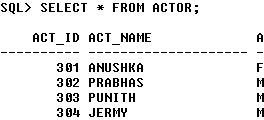 SQL> SELECT * FROM ACTOR;
ACT_ID ACT_NAME A
---------- -------------------- -
301 ANUSHKA F
302 PRABHAS M
303 PUNITH M
304 JERMY M